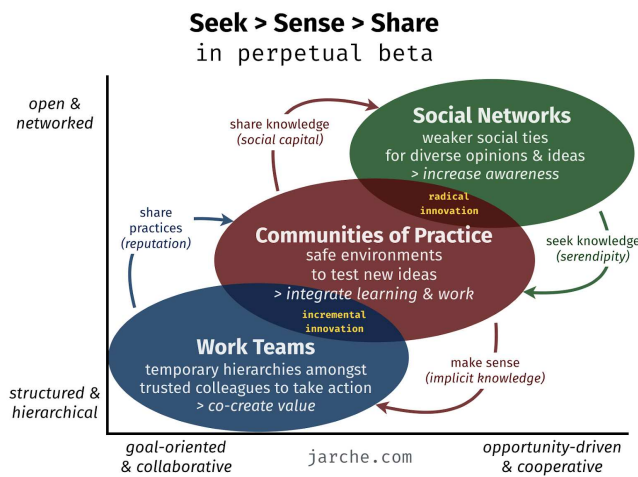 Seek > Sense > Share
in perpetual beta
open &
networked
share knowledge
(social capital)
Social Networks
weaker social ties
for diverse opinions & ideas
> increase awareness
radical
innovation
share
practices
(reputation)
Communities of Practice
safe environments
to test new ideas
> integrate learning & work
seek knowledge
(serendipity)
incremental
innovation
Work Teams
temporary hierarchies amongst
trusted colleagues to take action
> co-create value
make sense
(implicit knowledge)
structured &
hierarchical
goal-oriented
& collaborative
jarche.com
opportunity-driven
& cooperative